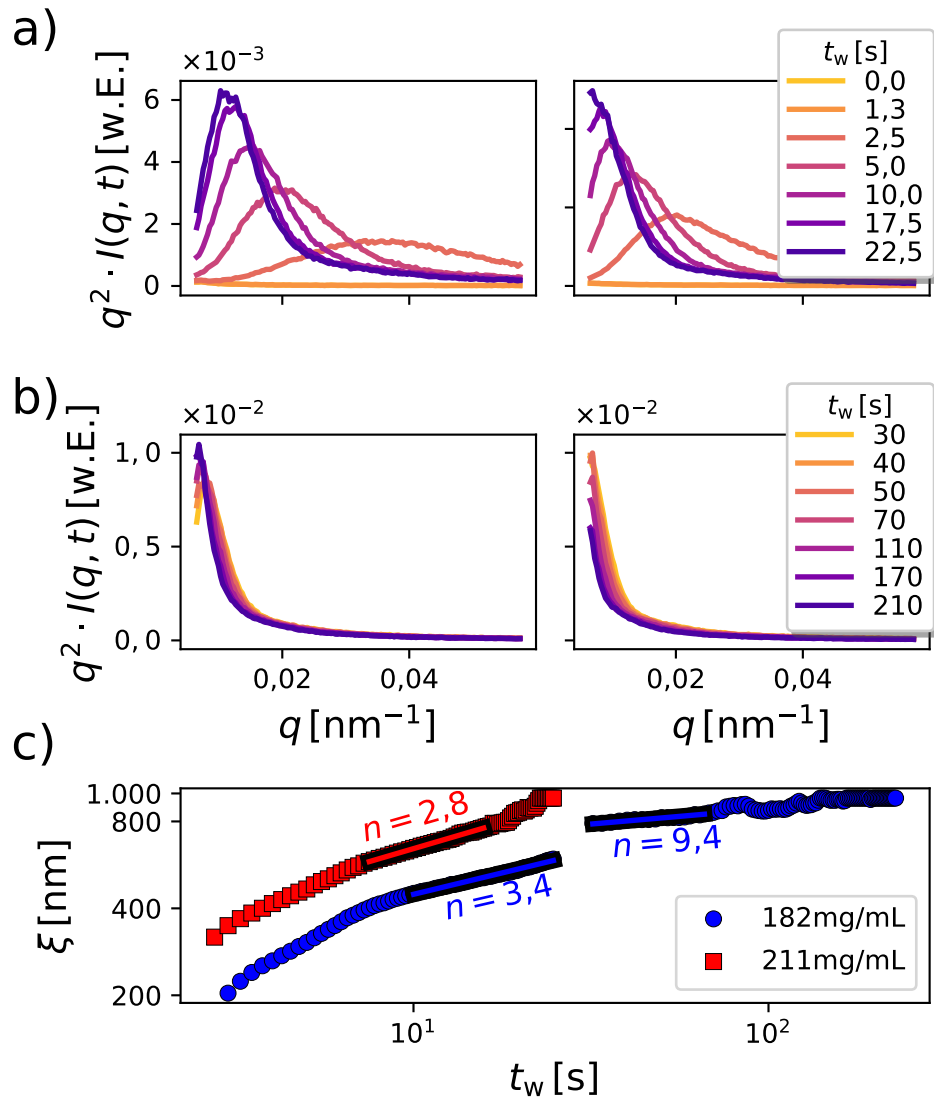 a)
×10⁻³
q² · I(q, t) [w.E.]
6
4
2
0
t_w [s]
0,0
1,3
2,5
5,0
10,0
17,5
22,5
b)
×10⁻²
×10⁻²
q² · I(q, t) [w.E.]
1,0
0,5
0,0
t_w [s]
30
40
50
70
110
170
210
0,02
0,04
0,02
0,04
q [nm⁻¹]
q [nm⁻¹]
c)
ξ [nm]
1.000
800
400
200
n = 2,8
n = 9,4
n = 3,4
182mg/mL
211mg/mL
10¹
10²
t_w [s]